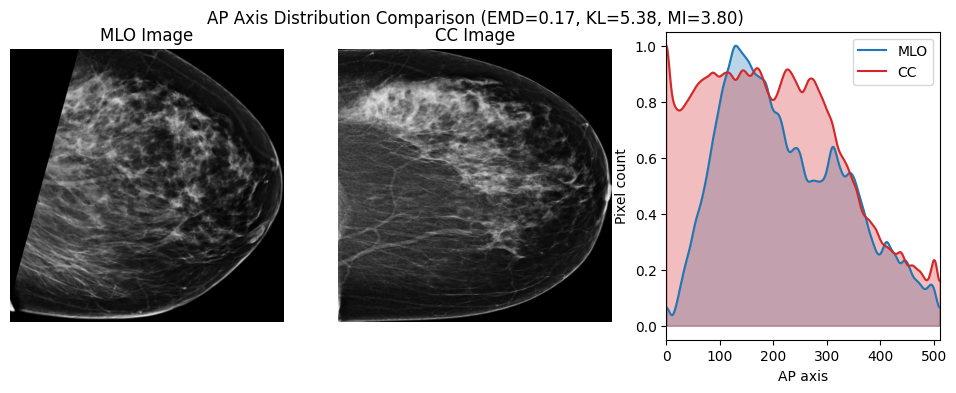 AP Axis Distribution Comparison (EMD=0.17, KL=5.38, MI=3.80)
MLO Image
CC Image
MLO
CC
Pixel count
1.0
0.8
0.6
0.4
0.2
0.0
0 100 200 300 400 500
AP axis